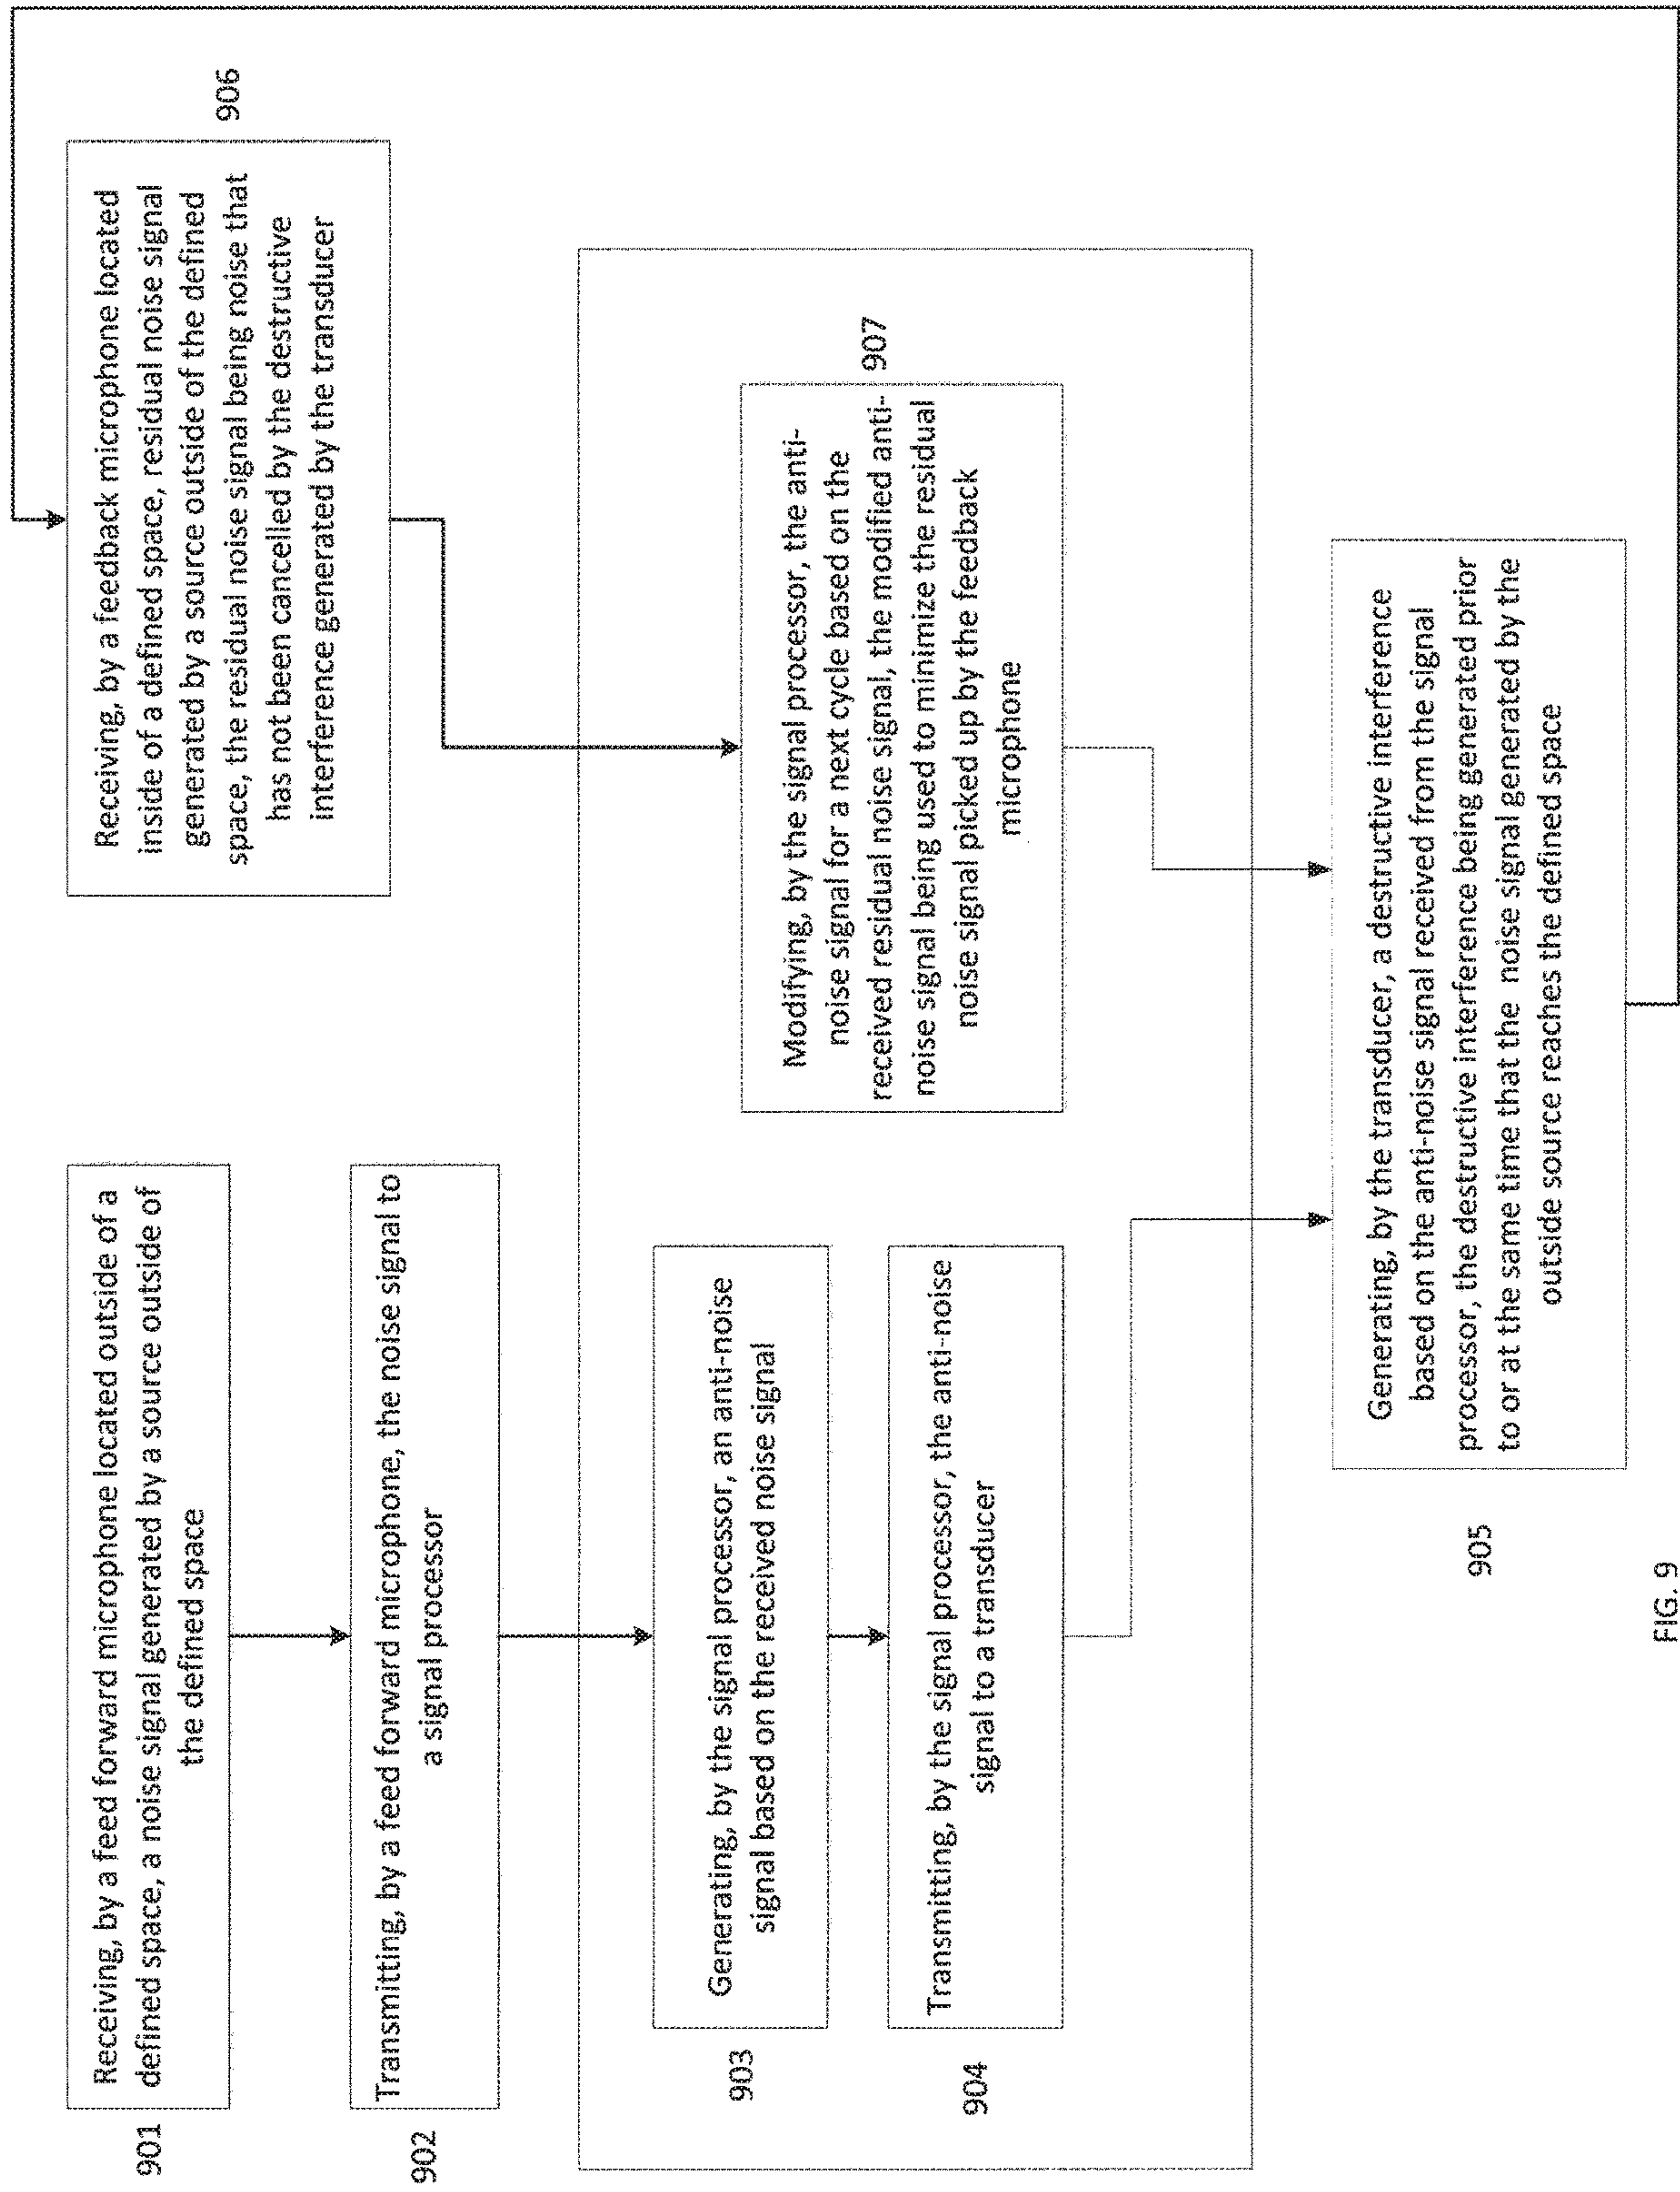 901
Receiving, by a feed forward microphone located outside of a
defined space, a noise signal generated by a source outside of
the defined space
902
Transmitting, by a feed forward microphone, the noise signal to
a signal processor
903
Generating, by the signal processor, an anti-noise
signal based on the received noise signal
904
Transmitting, by the signal processor, the anti-noise
signal to a transducer
905
Generating, by the transducer, a destructive interference
based on the anti-noise signal received from the signal
processor, the destructive interference being generated prior
to or at the same time that the noise signal generated by the
outside source reaches the defined space
906
Receiving, by a feedback microphone located
inside of a defined space, residual noise signal
generated by a source outside of the defined
space, the residual noise signal being noise that
has not been cancelled by the destructive
interference generated by the transducer
907
Modifying, by the signal processor, the anti-
noise signal for a next cycle based on the
received residual noise signal, the modified anti-
noise signal being used to minimize the residual
noise signal picked up by the feedback
microphone
FIG. 9